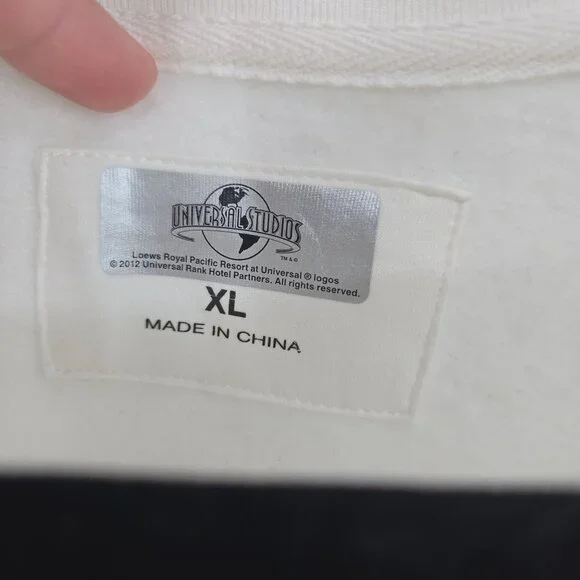 UNIVERSAL STUDIOS
TM & ©
Loews Royal Pacific Resort at Universal ® logos
© 2012 Universal Rank Hotel Partners. All rights reserved.
XL
MADE IN CHINA